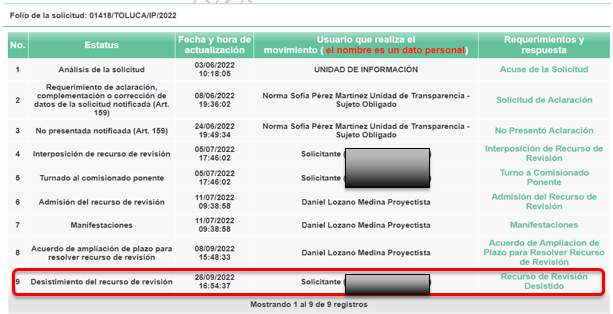 Folio de la solicitud: 01418/TOLUCA/IP/2022
No. Estatus Fecha y hora de actualización Usuario que realiza el movimiento ( el nombre es un dato personal) Requerimientos y respuesta
1 Análisis de la solicitud 03/06/2022 10:18:05 UNIDAD DE INFORMACIÓN Acuse de la Solicitud
2 Requerimiento de aclaración, complementación o corrección de datos de la solicitud notificada (Art. 159) 08/06/2022 19:36:02 Norma Sofía Pérez Martínez Unidad de Transparencia - Sujeto Obligado Solicitud de Aclaración
3 No presentada notificada (Art. 159) 24/06/2022 19:49:34 Norma Sofía Pérez Martínez Unidad de Transparencia - Sujeto Obligado No Presentó Aclaración
4 Interposición de recurso de revisión 05/07/2022 17:46:02 Solicitante ( ) Interposición de Recurso de Revisión
5 Turnado al comisionado ponente 05/07/2022 17:46:02 Solicitante ( ) Turno a Comisionado Ponente
6 Admisión del recurso de revisión 11/07/2022 09:38:58 Daniel Lozano Medina Proyectista Admisión del Recurso de Revisión
7 Manifestaciones 11/07/2022 09:38:58 Daniel Lozano Medina Proyectista Manifestaciones
8 Acuerdo de ampliación de plazo para resolver recurso de revisión 08/09/2022 15:48:33 Daniel Lozano Medina Proyectista Acuerdo de Ampliacion de Plazo para Resolver Recurso de Revisión
9 Desistimiento del recurso de revisión 26/09/2022 16:54:37 Solicitante ( ) Recurso de Revisión Desistido
Mostrando 1 al 9 de 9 registros